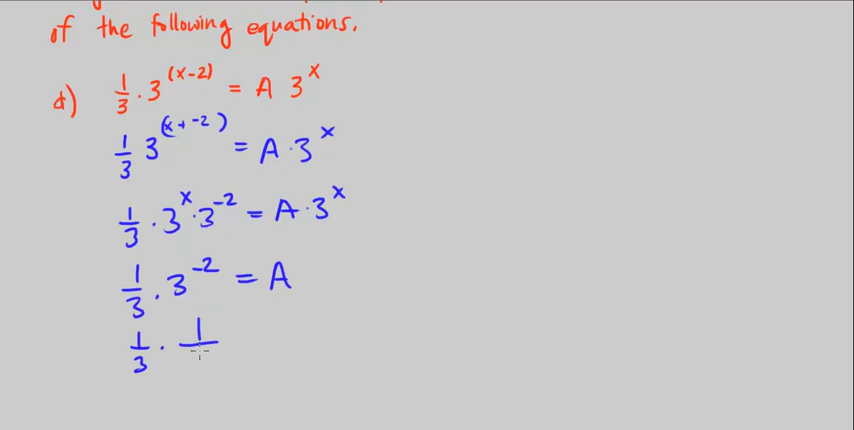 of the following equations.
d) 1/3 · 3^(x-2) = A · 3^x
1/3 3^(x + -2) = A · 3^x
1/3 · 3^x · 3^-2 = A · 3^x
1/3 · 3^-2 = A
1/3 · 1/